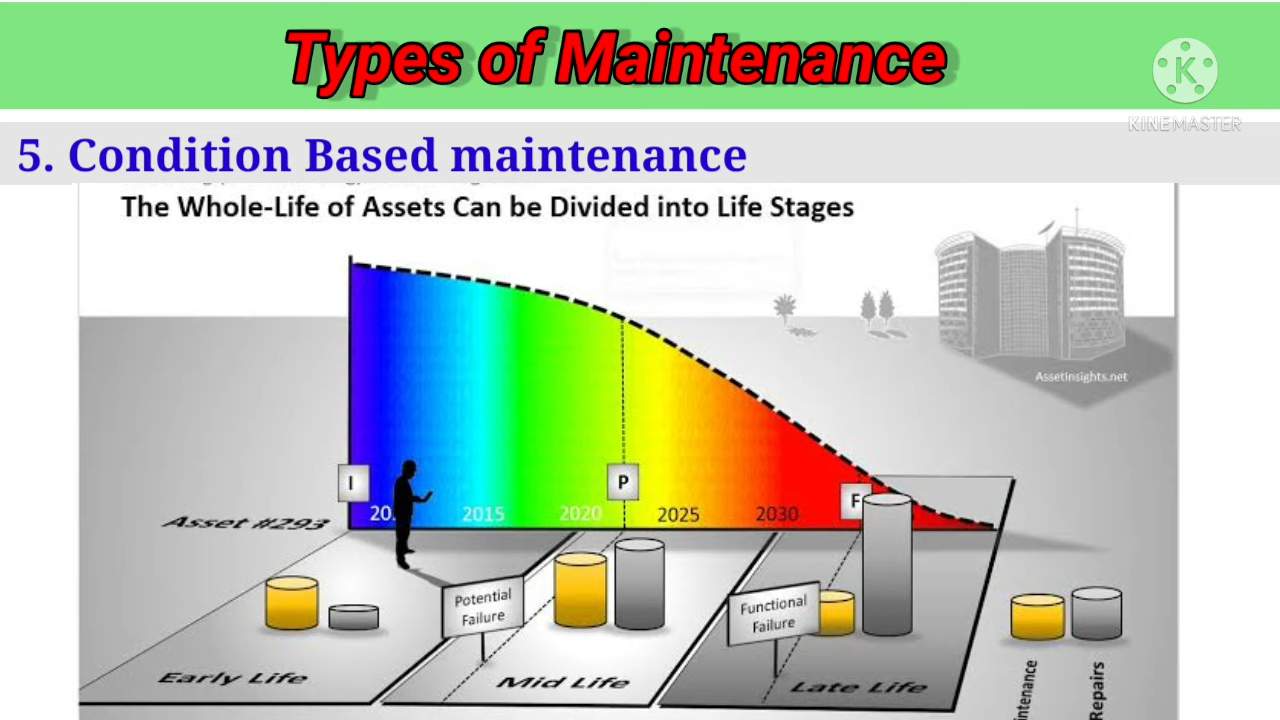 Types of Maintenance
K
KINEMASTER
5. Condition Based maintenance
The Whole-Life of Assets Can be Divided into Life Stages
Assetinsights.net
I
P
F
2015
2020
2025
2030
Asset #293
Potential
Failure
Functional
Failure
Early Life
Mid Life
Late Life
Repairs